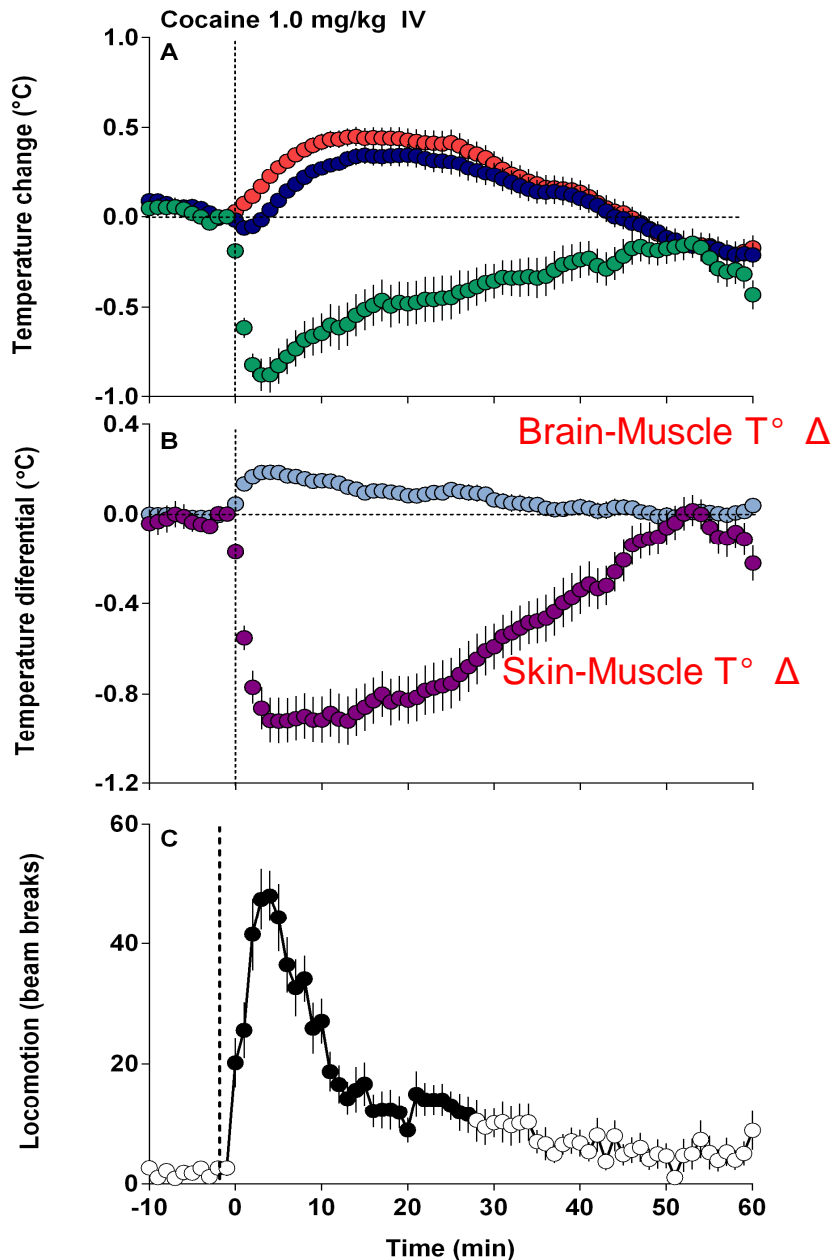 Cocaine 1.0 mg/kg IV
A
Temperature change (°C)
1.0
0.5
0.0
-0.5
-1.0
B
Brain-Muscle T° Δ
Temperature diferential (°C)
0.4
0.0
-0.4
-0.8
-1.2
Skin-Muscle T° Δ
C
Locomotion (beam breaks)
60
40
20
0
-10 0 10 20 30 40 50 60
Time (min)